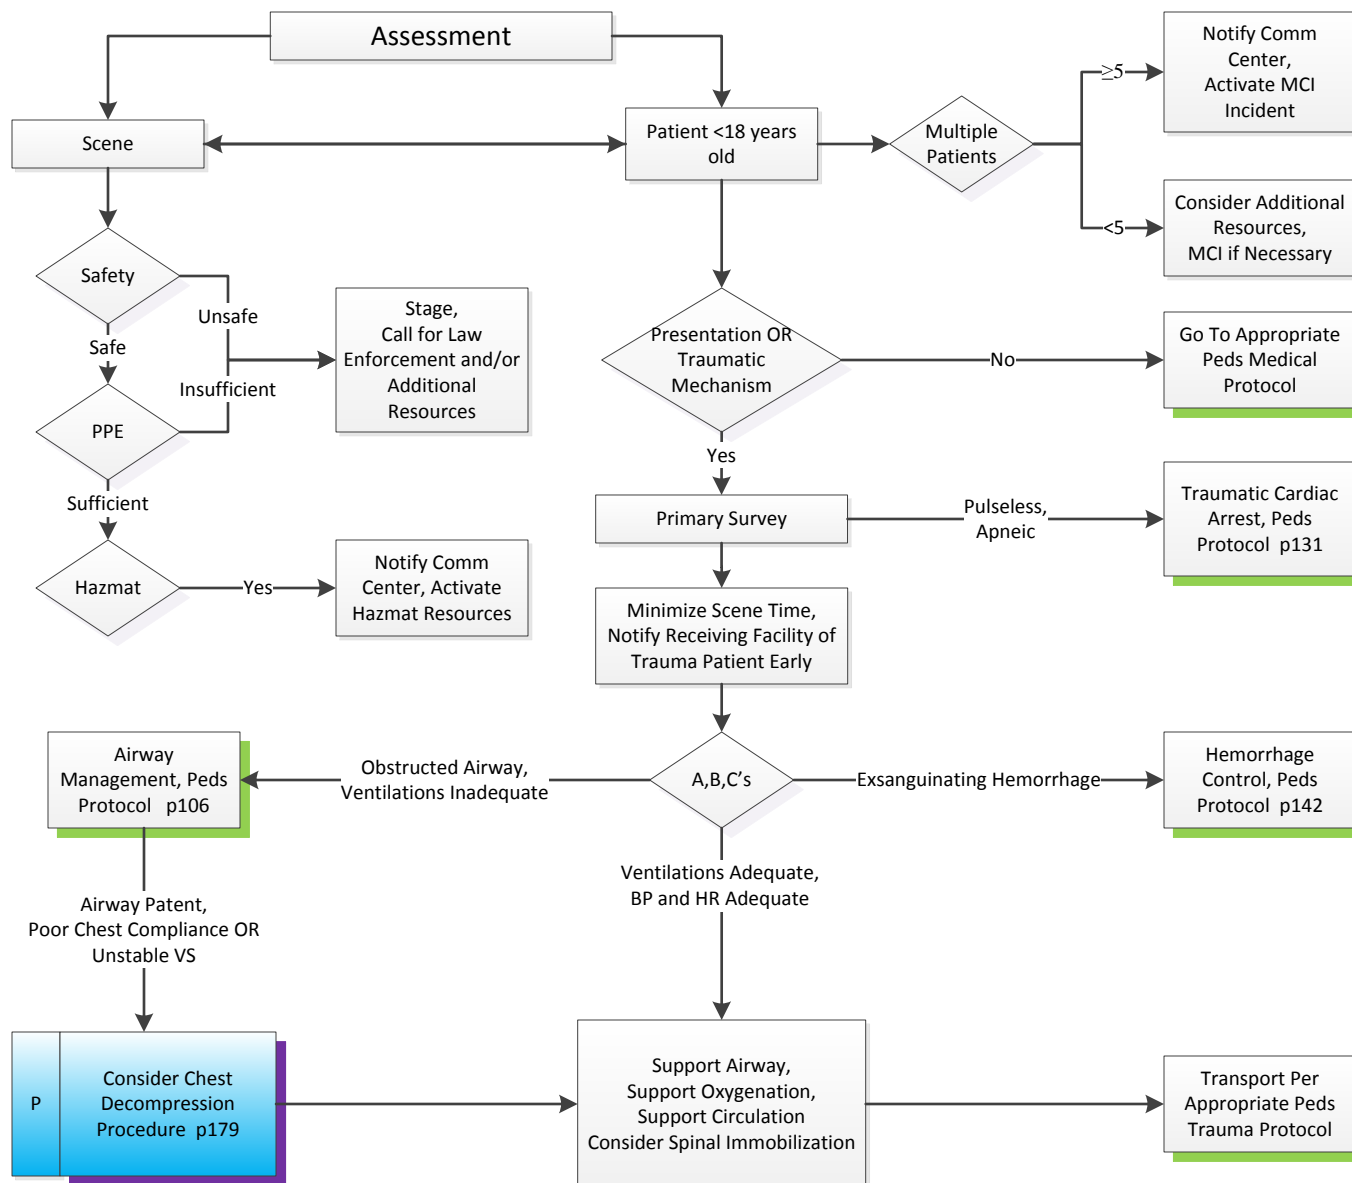 Assessment
Notify Comm
Center,
Activate MCI
Incident
≥5
Scene
Patient <18 years
old
Multiple
Patients
<5
Consider Additional
Resources,
MCI if Necessary
Safety
Unsafe
Safe
Insufficient
Stage,
Call for Law
Enforcement and/or
Additional
Resources
Presentation OR
Traumatic
Mechanism
No
Go To Appropriate
Peds Medical
Protocol
PPE
Yes
Sufficient
Primary Survey
Pulseless,
Apneic
Traumatic Cardiac
Arrest, Peds
Protocol p131
Hazmat
Yes
Notify Comm
Center, Activate
Hazmat Resources
Minimize Scene Time,
Notify Receiving Facility of
Trauma Patient Early
Airway
Management, Peds
Protocol p106
Obstructed Airway,
Ventilations Inadequate
A,B,C’s
Exsanguinating Hemorrhage
Hemorrhage
Control, Peds
Protocol p142
Ventilations Adequate,
BP and HR Adequate
Airway Patent,
Poor Chest Compliance OR
Unstable VS
P
Consider Chest
Decompression
Procedure p179
Support Airway,
Support Oxygenation,
Support Circulation
Consider Spinal Immobilization
Transport Per
Appropriate Peds
Trauma Protocol